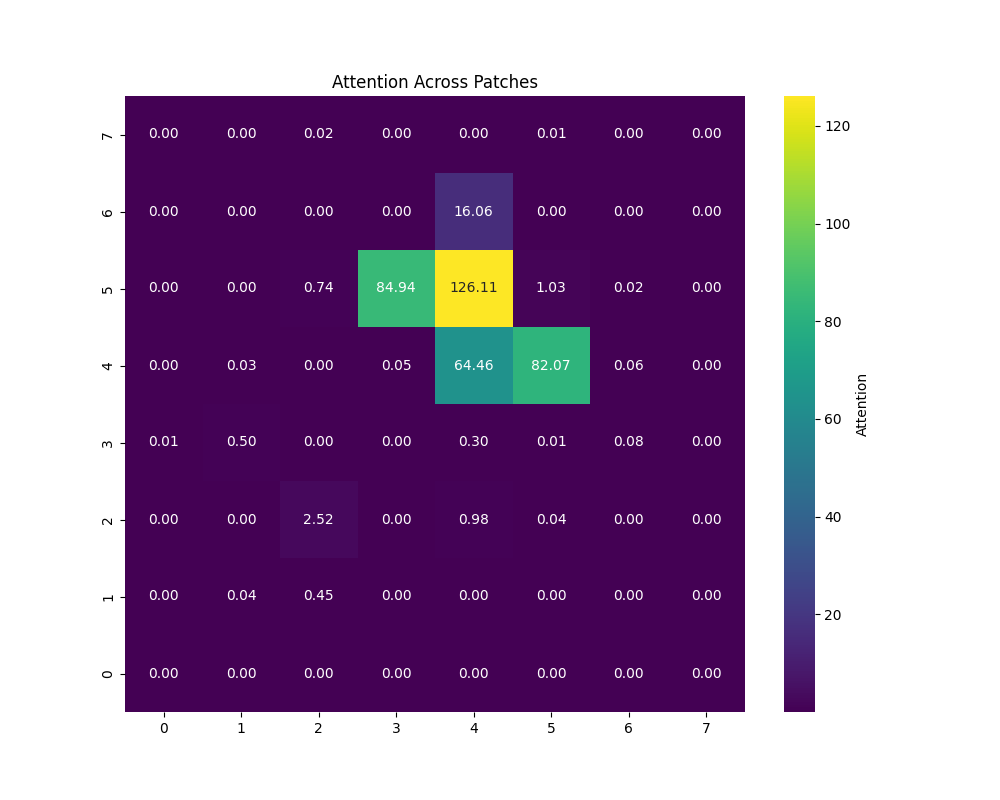 Attention Across Patches
7 0.00 0.00 0.02 0.00 0.00 0.01 0.00 0.00
6 0.00 0.00 0.00 0.00 16.06 0.00 0.00 0.00
5 0.00 0.00 0.74 84.94 126.11 1.03 0.02 0.00
4 0.00 0.03 0.00 0.05 64.46 82.07 0.06 0.00
3 0.01 0.50 0.00 0.00 0.30 0.01 0.08 0.00
2 0.00 0.00 2.52 0.00 0.98 0.04 0.00 0.00
1 0.00 0.04 0.45 0.00 0.00 0.00 0.00 0.00
0 0.00 0.00 0.00 0.00 0.00 0.00 0.00 0.00
0 1 2 3 4 5 6 7
120
100
80
60
40
20
Attention